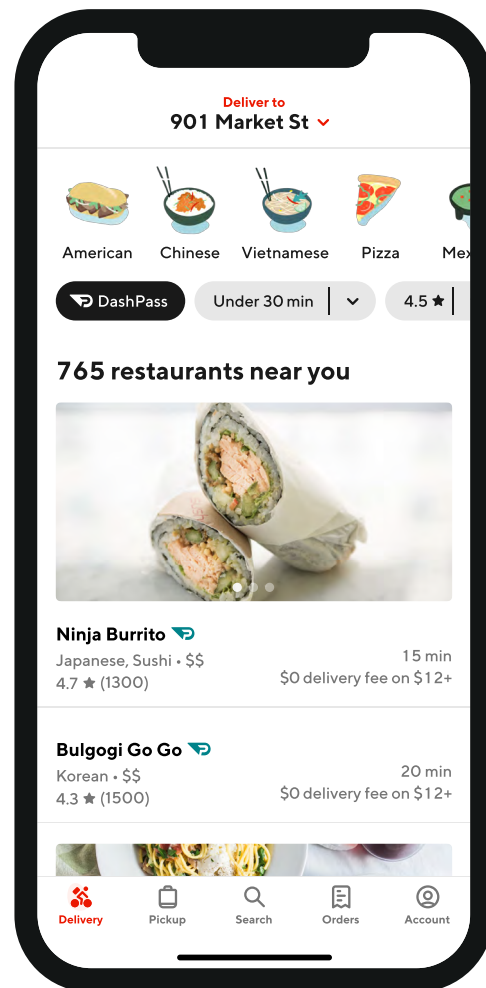 Deliver to
901 Market St
American Chinese Vietnamese Pizza Mex
DashPass Under 30 min 4.5 ★
765 restaurants near you
Ninja Burrito
Japanese, Sushi • $$
15 min
4.7 ★ (1300)
$0 delivery fee on $12+
Bulgogi Go Go
Korean • $$
20 min
4.3 ★ (1500)
$0 delivery fee on $12+
Delivery Pickup Search Orders Account